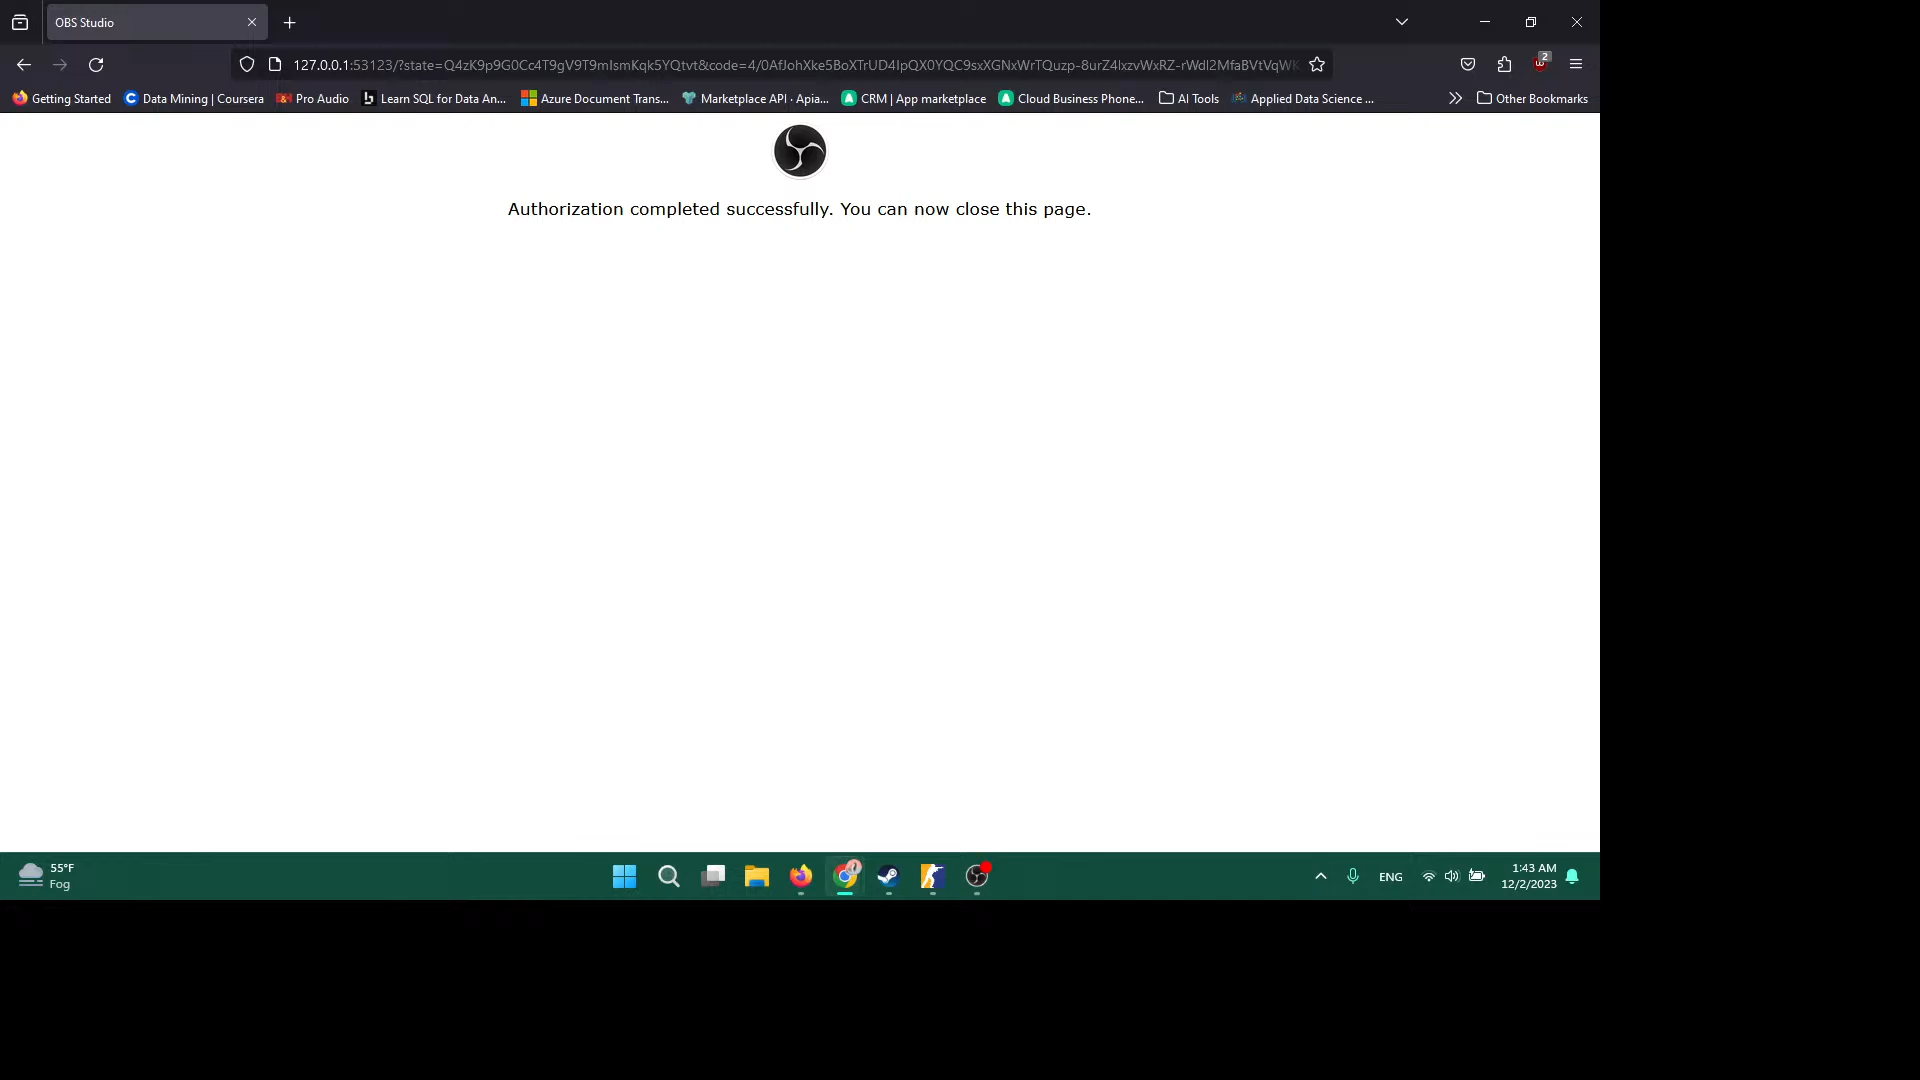 OBS Studio
127.0.0.1:53123/?state=Q4zK9p9G0Cc4T9gV9T9mIsmKqk5YQtvt&code=4/0AfJohXke5BoXTrUD4IpQX0YQC9sxXGNxWrTQuzp-8urZ4lxzvWxRZ-rWdl2MfaBVtVqWK
2
Getting Started
Data Mining | Coursera
Pro Audio
Learn SQL for Data An...
Azure Document Trans...
Marketplace API · Apia...
CRM | App marketplace
Cloud Business Phone...
AI Tools
Applied Data Science ...
Other Bookmarks
Authorization completed successfully. You can now close this page.
55°F
Fog
ENG
1:43 AM
12/2/2023